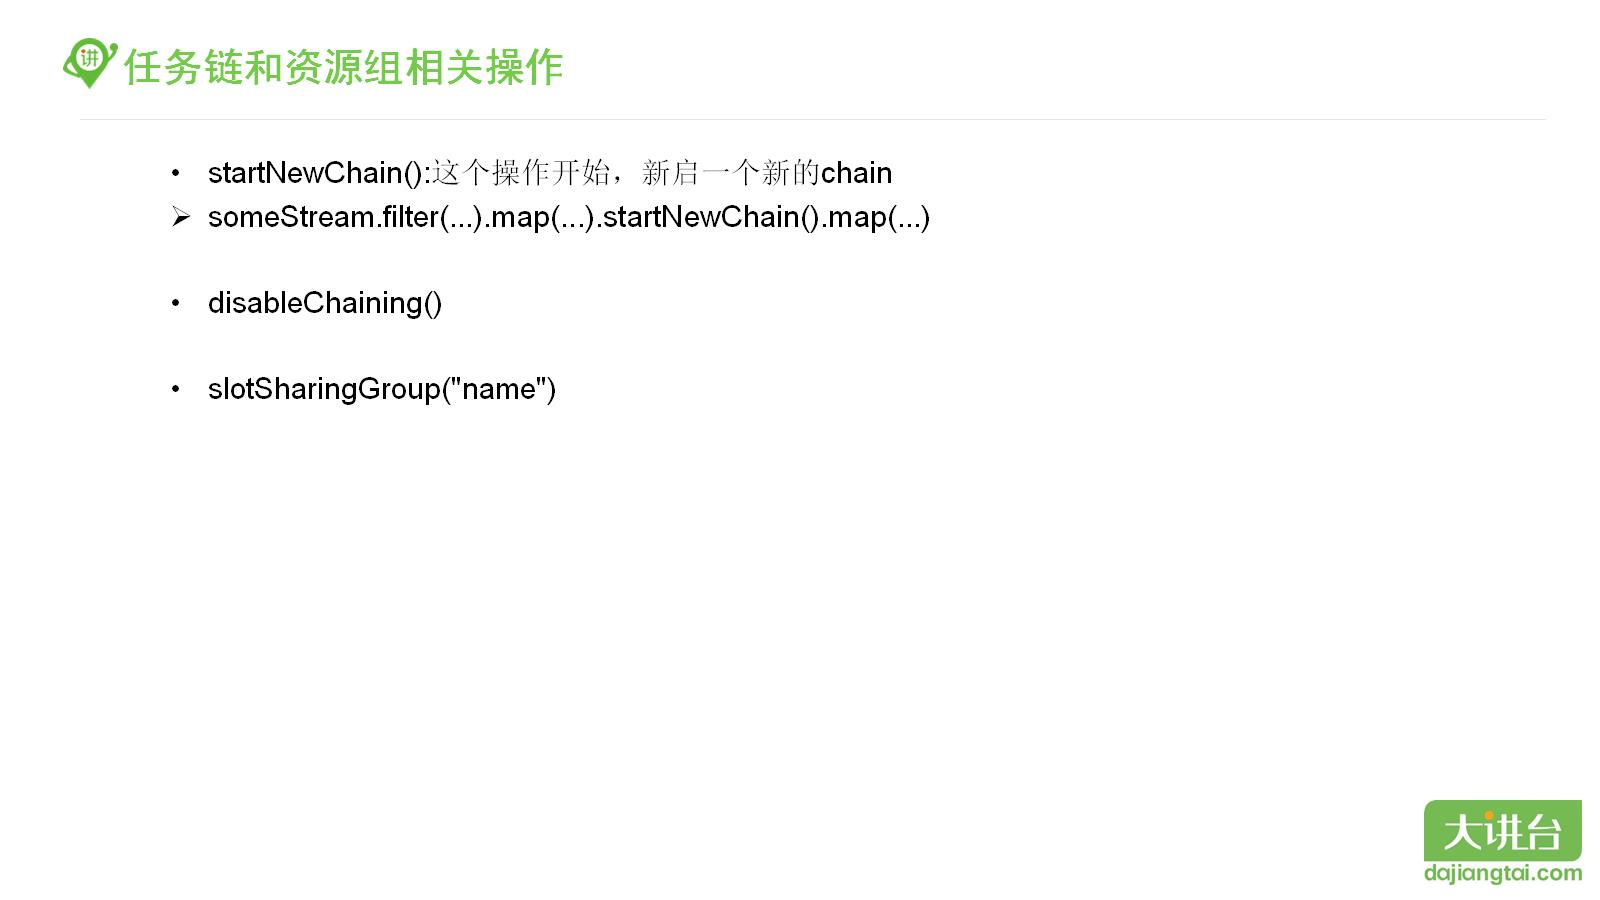 讲
任务链和资源组相关操作
• startNewChain():这个操作开始，新启一个新的chain
➢ someStream.filter(...).map(...).startNewChain().map(...)
• disableChaining()
• slotSharingGroup("name")
大讲台
dajiangtai.com